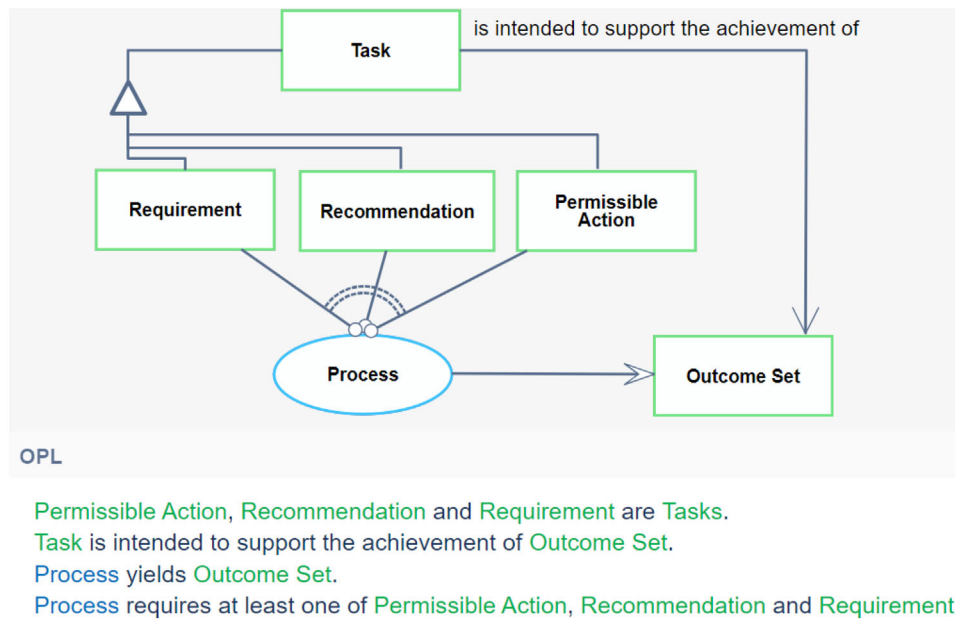 is intended to support the achievement of
Task
Requirement
Recommendation
Permissible
Action
Process
Outcome Set
OPL
Permissible Action, Recommendation and Requirement are Tasks.
Task is intended to support the achievement of Outcome Set.
Process yields Outcome Set.
Process requires at least one of Permissible Action, Recommendation and Requirement